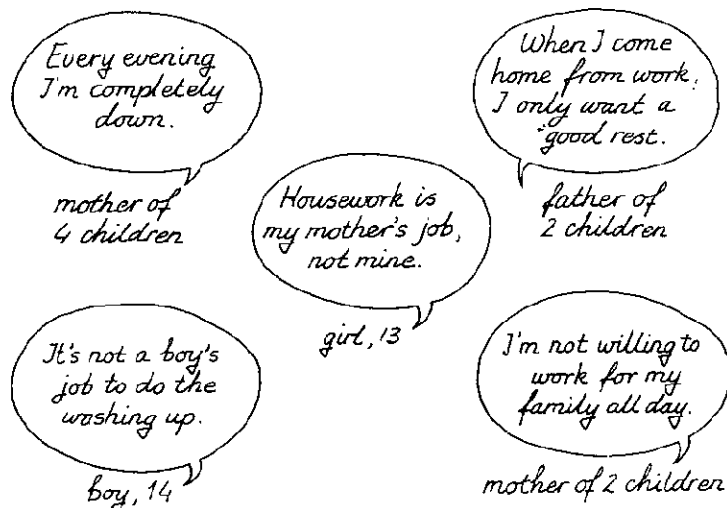 Every evening
I'm completely
down.
mother of
4 children
When I come
home from work,
I only want a
good rest.
father of
2 children
Housework is
my mother's job,
not mine.
girl, 13
It's not a boy's
job to do the
washing up.
boy, 14
I'm not willing to
work for my
family all day.
mother of 2 children